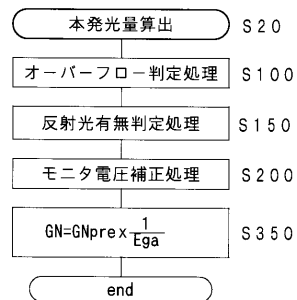 本発光量算出 S20
オーバーフロー判定処理 S100
反射光有無判定処理 S150
モニタ電圧補正処理 S200
GN=GNpre×1/Ega S350
end